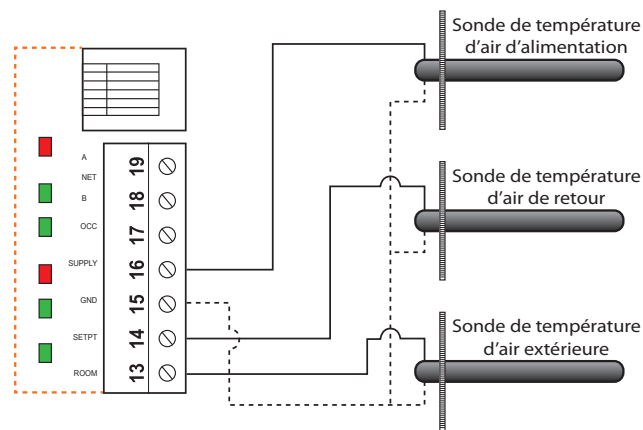 Sonde de température
d'air d'alimentation
A
NET
B
OCC
SUPPLY
GND
SETPT
ROOM
19
18
17
16
15
14
13
Sonde de température
d'air de retour
Sonde de température
d'air extérieure